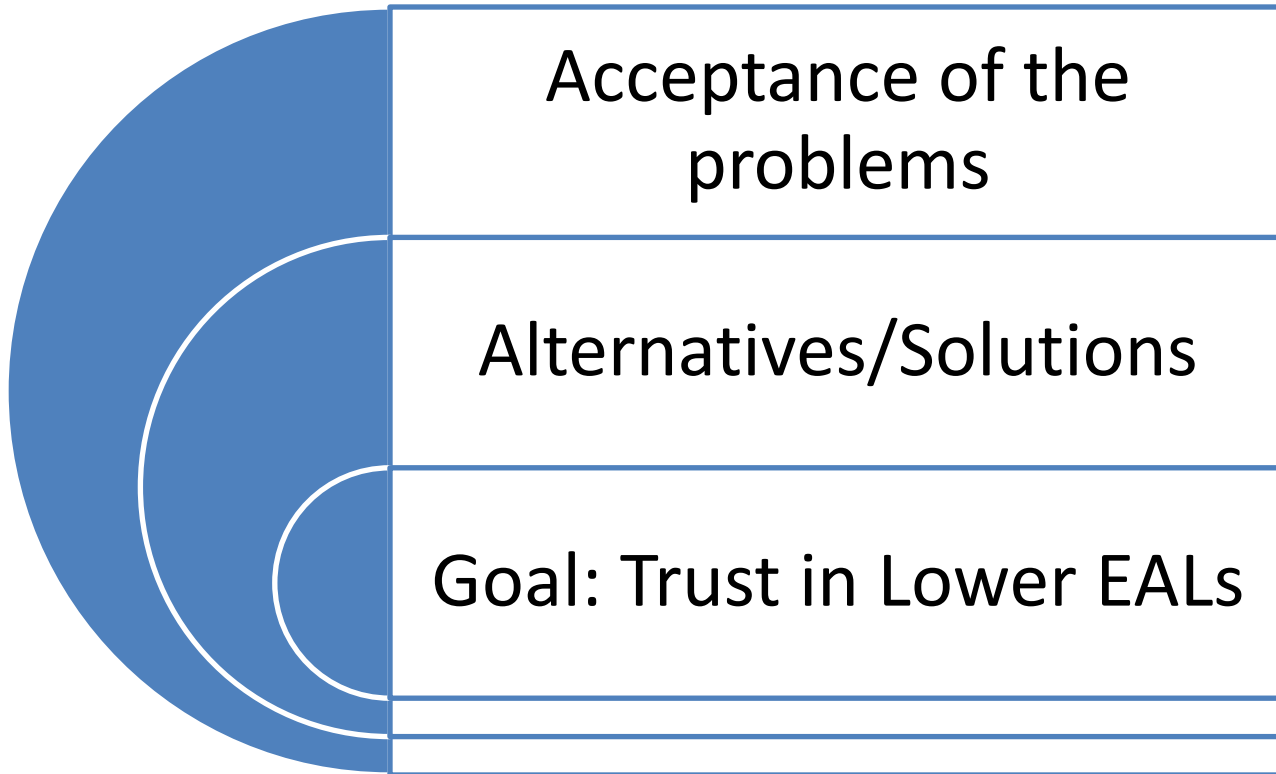 Acceptance of the
problems
Alternatives/Solutions
Goal: Trust in Lower EALs